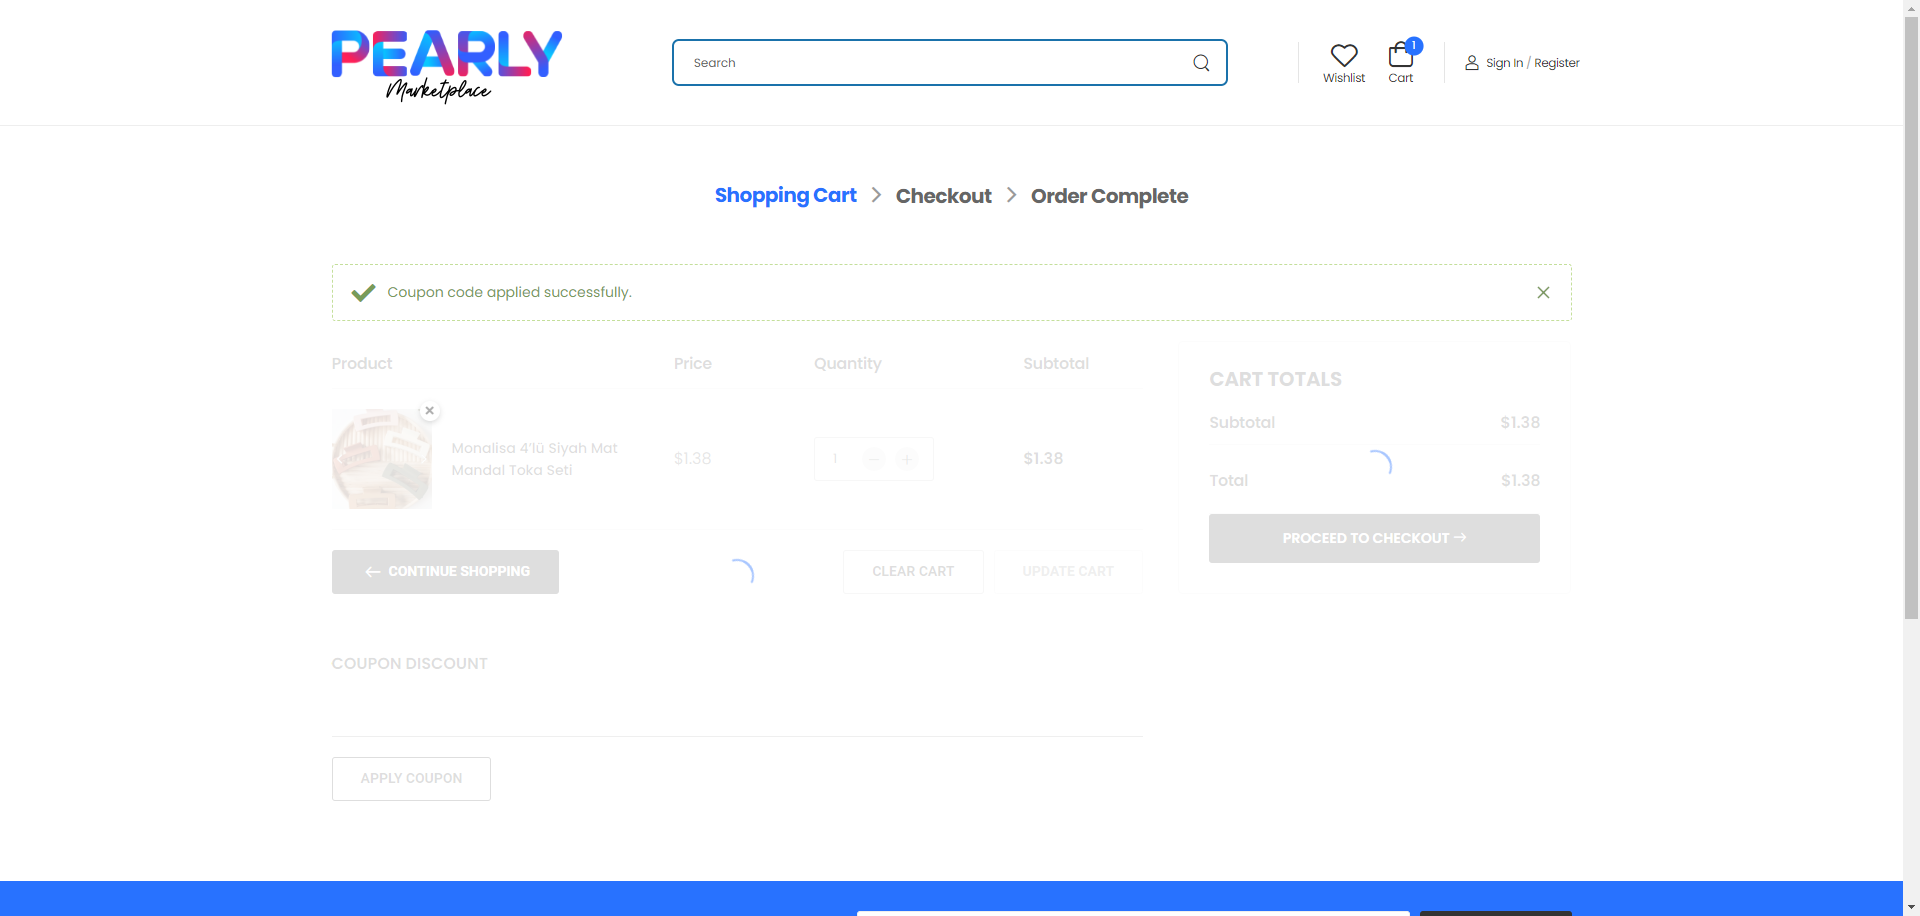 PEARLY
Marketplace
Search
Wishlist
Cart
1
Sign In / Register
Shopping Cart
Checkout
Order Complete
Coupon code applied successfully.
Product
Price
Quantity
Subtotal
Monalisa 4'lü Siyah Mat
Mandal Toka Seti
$1.38
1
$1.38
CONTINUE SHOPPING
CLEAR CART
UPDATE CART
CART TOTALS
Subtotal
$1.38
Total
$1.38
PROCEED TO CHECKOUT
COUPON DISCOUNT
APPLY COUPON